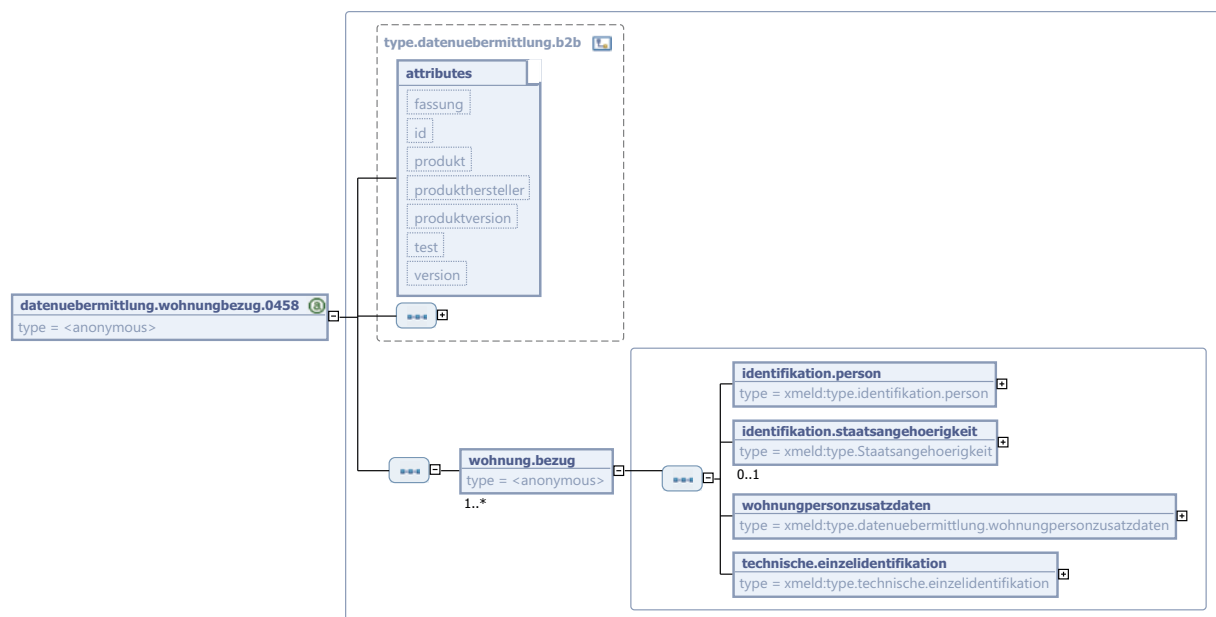 type.datenuebermittlung.b2b
attributes
fassung
id
produkt
produkthersteller
produktversion
test
version
datenuebermittlung.wohnungbezug.0458 a
type = <anonymous>
wohnung.bezug
type = <anonymous>
1..*
identifikation.person
type = xmeld:type.identifikation.person
identifikation.staatsangehoerigkeit
type = xmeld:type.Staatsangehoerigkeit
0..1
wohnungpersonzusatzdaten
type = xmeld:type.datenuebermittlung.wohnungpersonzusatzdaten
technische.einzelidentifikation
type = xmeld:type.technische.einzelidentifikation